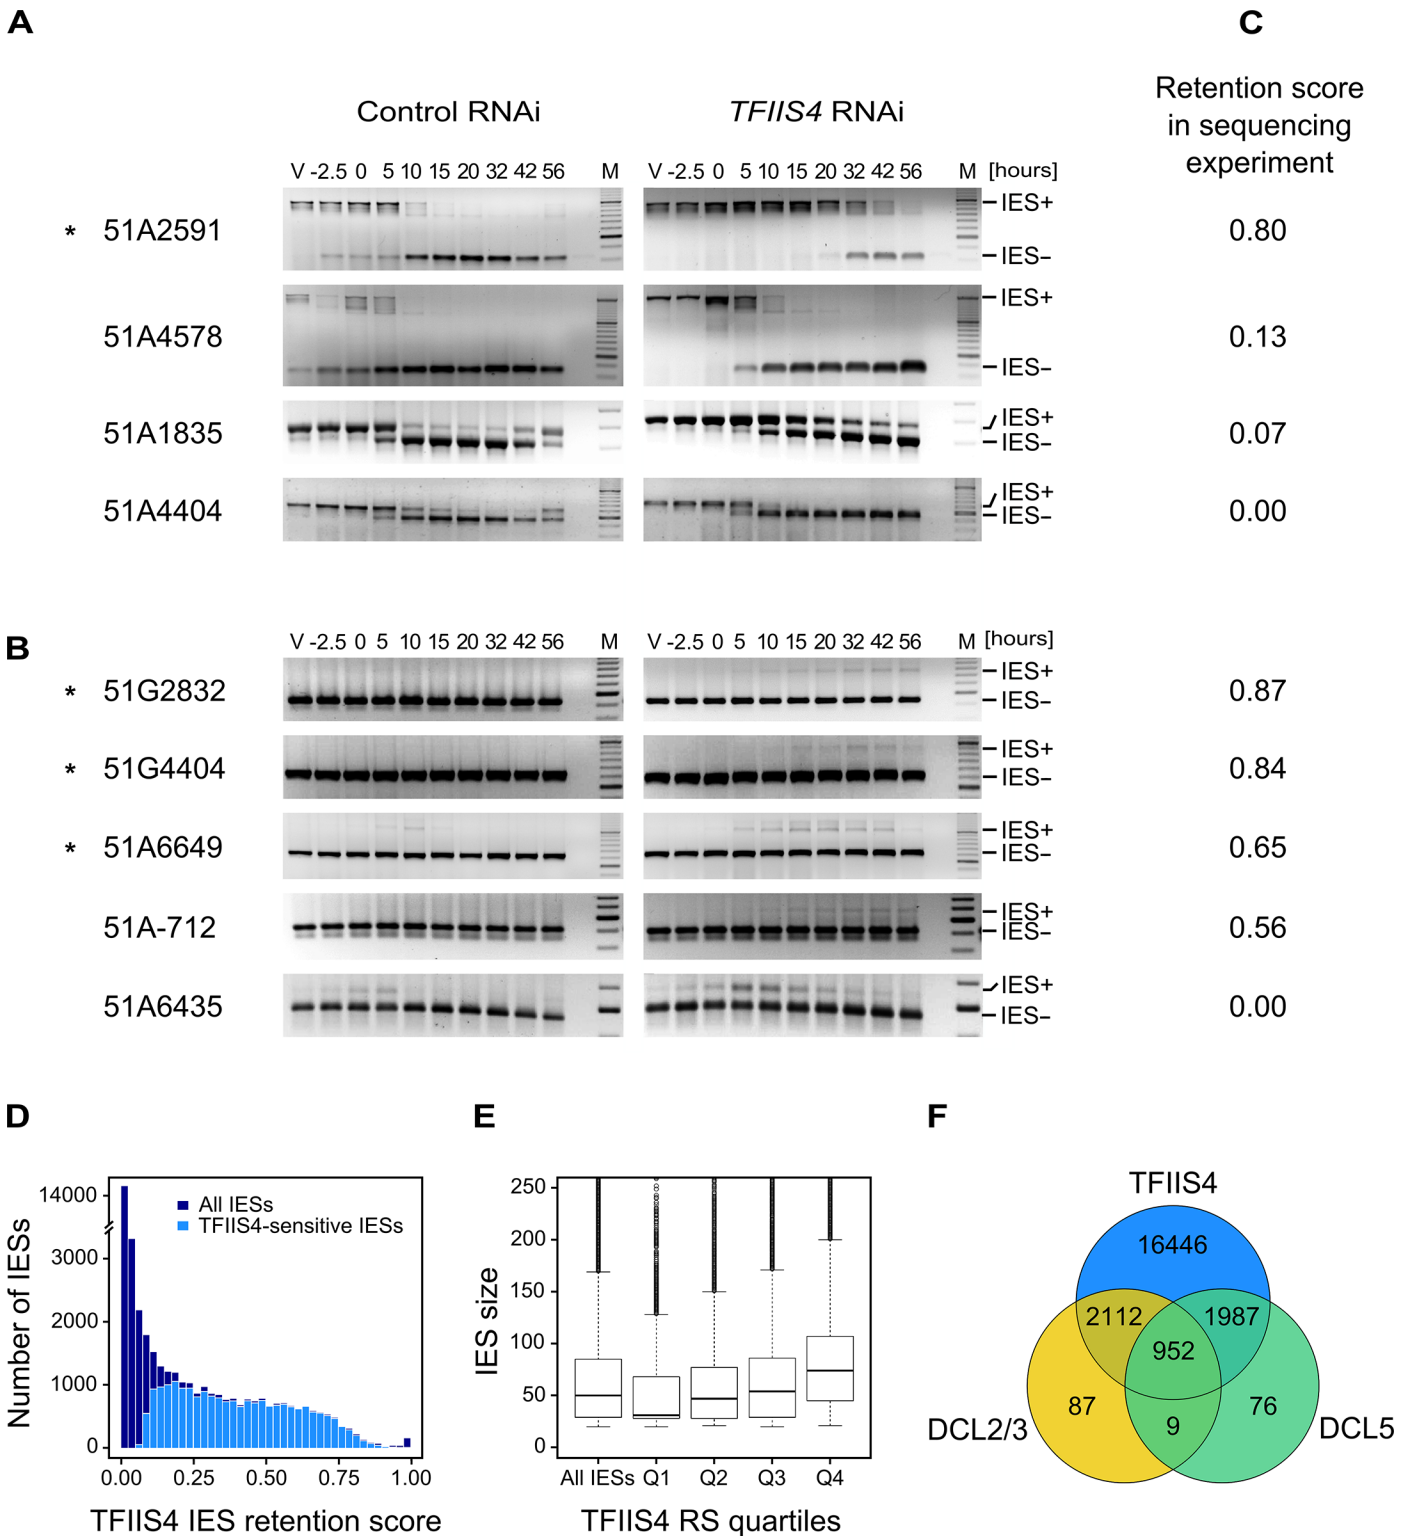 A
C
Retention score
in sequencing
experiment
Control RNAi
TFIIS4 RNAi
V -2.5 0 5 10 15 20 32 42 56 M
V -2.5 0 5 10 15 20 32 42 56 M [hours]
* 51A2591 IES+ 0.80
IES–
51A4578 IES+ 0.13
IES–
51A1835 IES+ 0.07
IES–
51A4404 IES+ 0.00
IES–
B
V -2.5 0 5 10 15 20 32 42 56 M
V -2.5 0 5 10 15 20 32 42 56 M [hours]
* 51G2832 IES+ 0.87
IES–
* 51G4404 IES+ 0.84
IES–
* 51A6649 IES+ 0.65
IES–
51A-712 IES+ 0.56
IES–
51A6435 IES+ 0.00
IES–
D
Number of IESs
14000
3000
2000
1000
0
All IESs
TFIIS4-sensitive IESs
0.00 0.25 0.50 0.75 1.00
TFIIS4 IES retention score
E
IES size
250
200
150
100
50
0
All IESs Q1 Q2 Q3 Q4
TFIIS4 RS quartiles
F
TFIIS4
16446
2112
1987
952
87
9
76
DCL2/3
DCL5